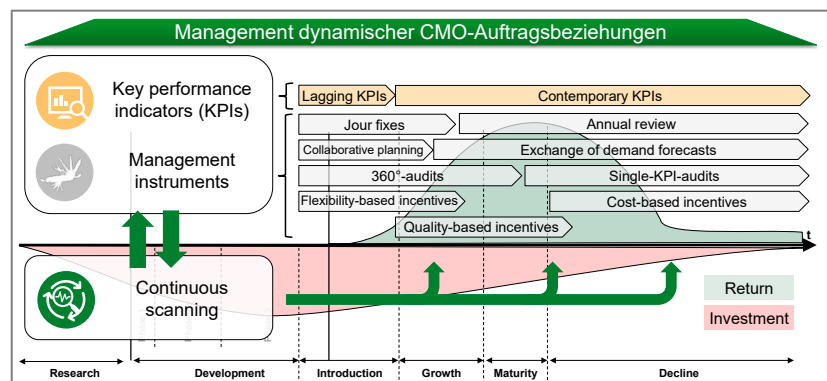 Management dynamischer CMO-Auftragsbeziehungen
Key performance
indicators (KPIs)
Management
instruments
Lagging KPIs
Contemporary KPIs
Jour fixes
Annual review
Collaborative planning
Exchange of demand forecasts
360°-audits
Single-KPI-audits
Flexibility-based incentives
Cost-based incentives
Quality-based incentives
t
Continuous
scanning
Return
Investment
Research
Development
Introduction
Growth
Maturity
Decline